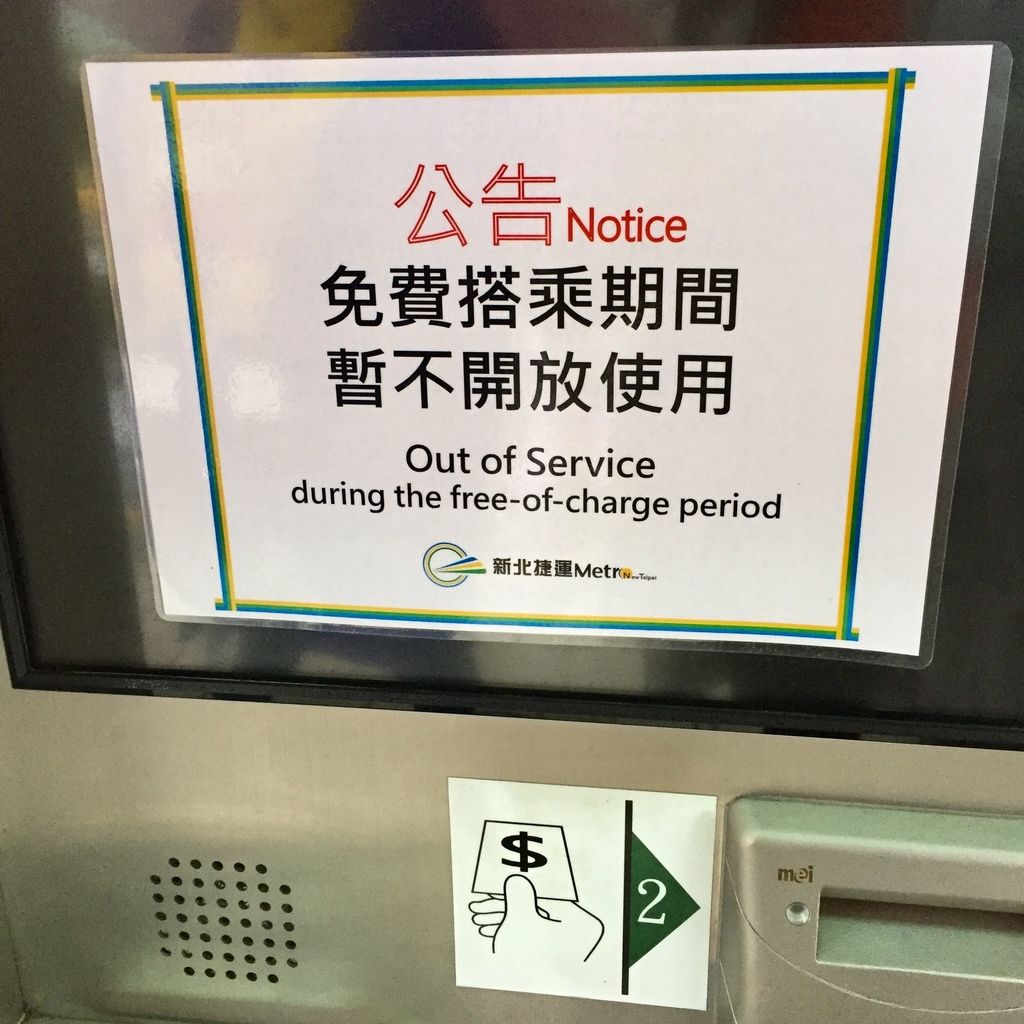 公告Notice
免費搭乘期間
暫不開放使用
Out of Service
during the free-of-charge period
新北捷運Metro New Taipei
$
2
mei